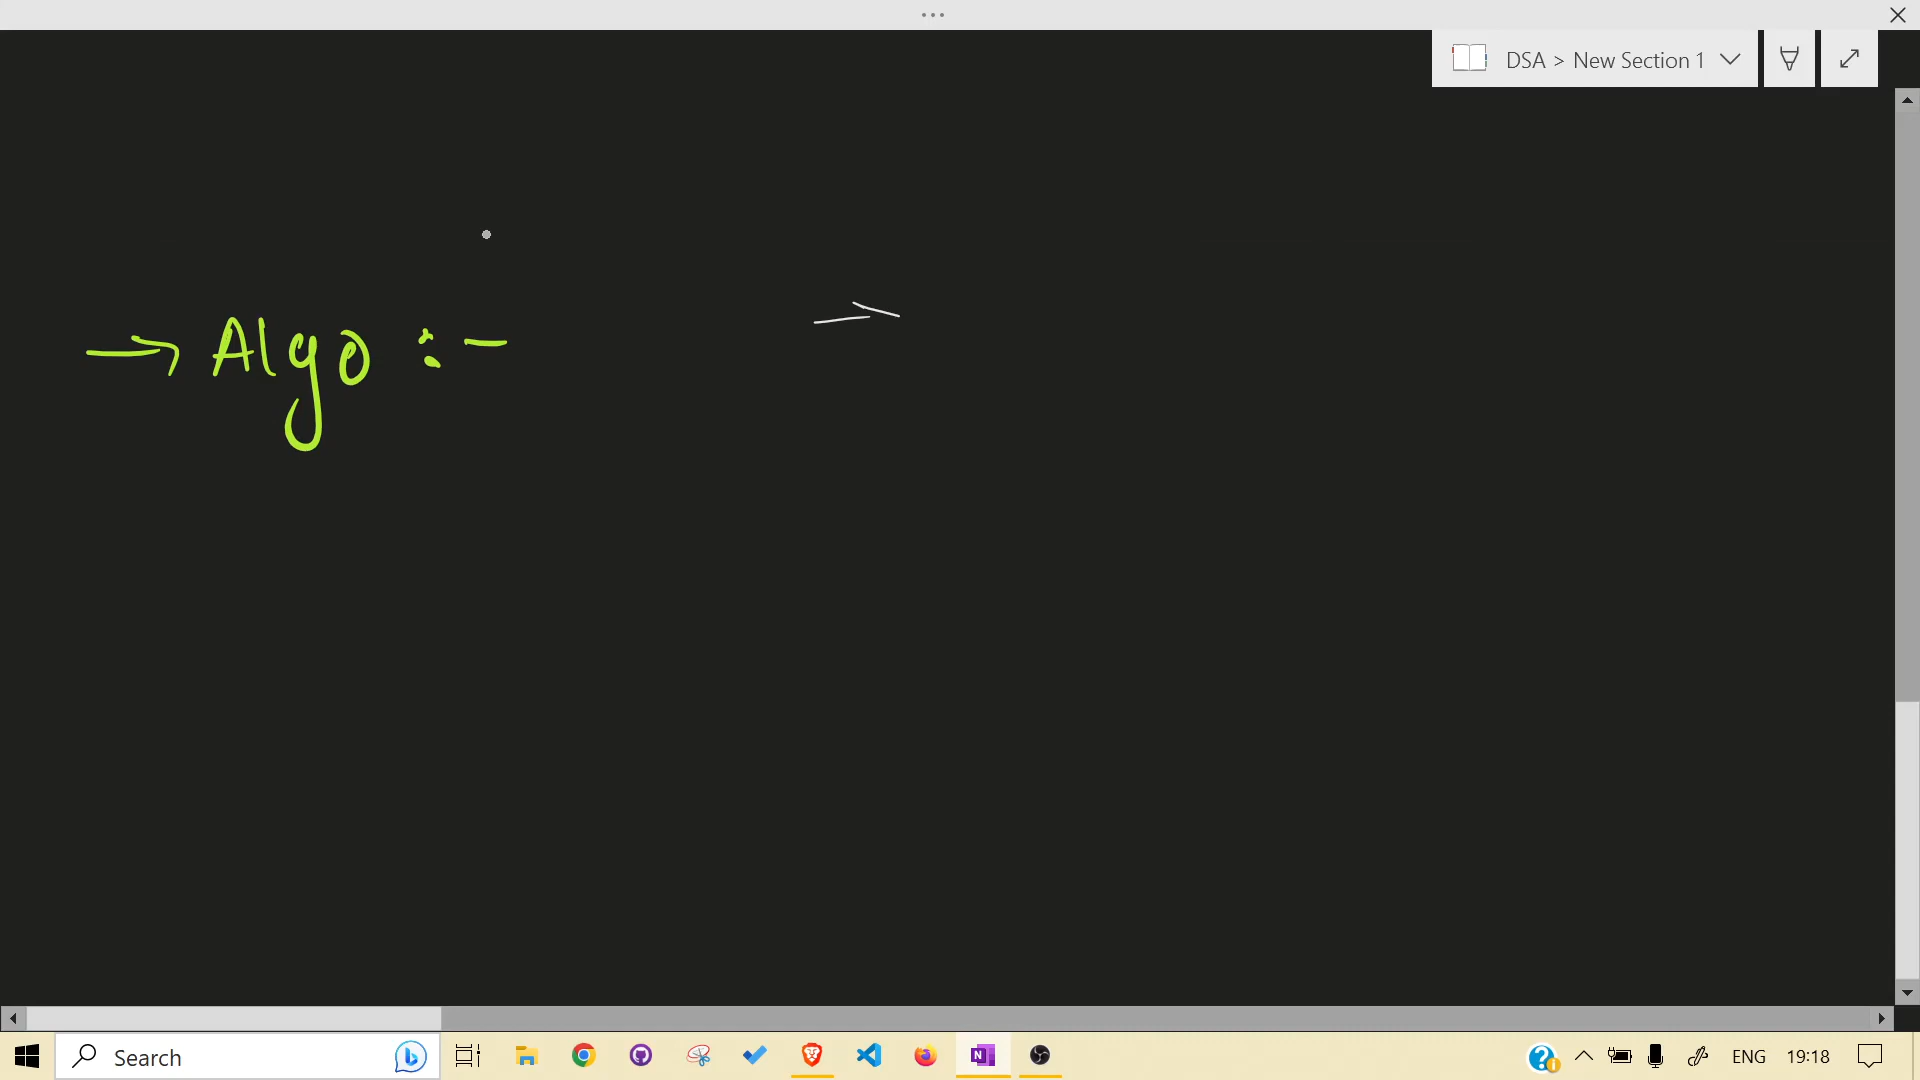 DSA > New Section 1
→ Algo :-
Search
ENG 19:18